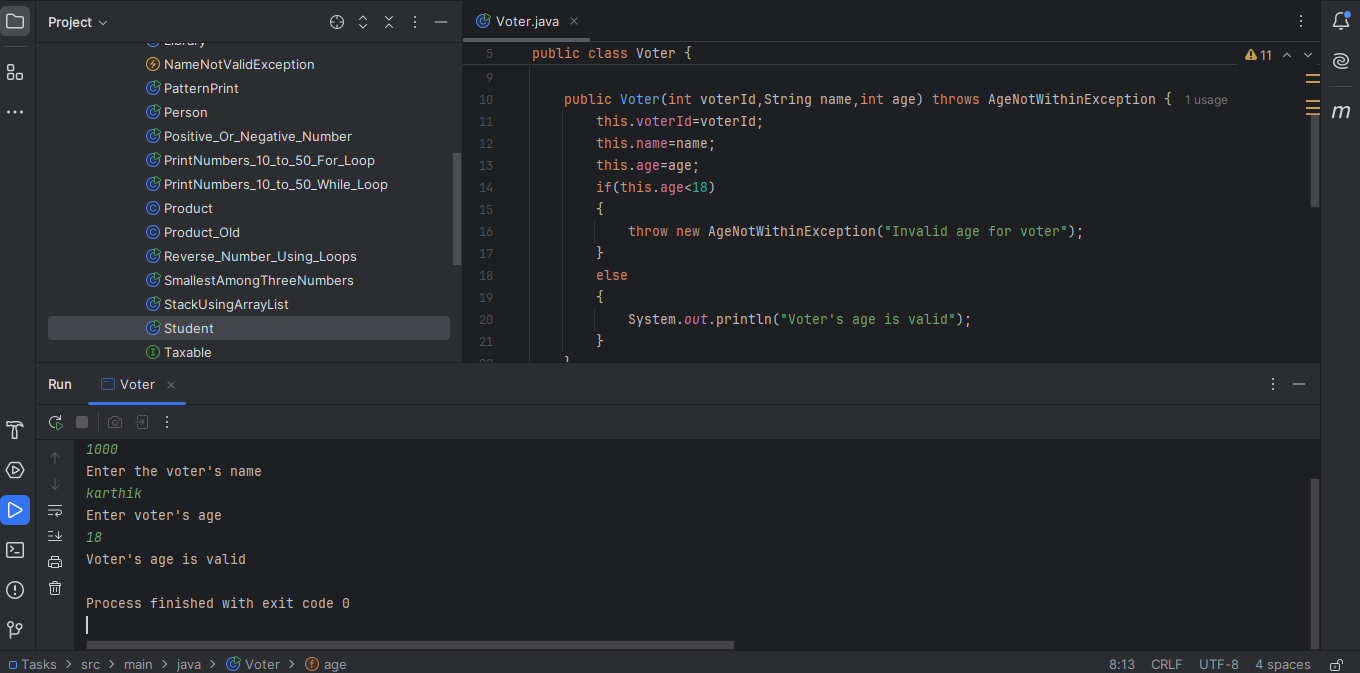 Project
Library
NameNotValidException
PatternPrint
Person
Positive_Or_Negative_Number
PrintNumbers_10_to_50_For_Loop
PrintNumbers_10_to_50_While_Loop
Product
Product_Old
Reverse_Number_Using_Loops
SmallestAmongThreeNumbers
StackUsingArrayList
Student
Taxable
Voter.java
5 public class Voter {
11
9
10 public Voter(int voterId,String name,int age) throws AgeNotWithinException { 1 usage
11 this.voterId=voterId;
12 this.name=name;
13 this.age=age;
14 if(this.age<18)
15 {
16 throw new AgeNotWithinException("Invalid age for voter");
17 }
18 else
19 {
20 System.out.println("Voter's age is valid");
21 }
22 }
m
Run Voter
1000
Enter the voter's name
karthik
Enter voter's age
18
Voter's age is valid
Process finished with exit code 0
Tasks > src > main > java > Voter > age
8:13 CRLF UTF-8 4 spaces